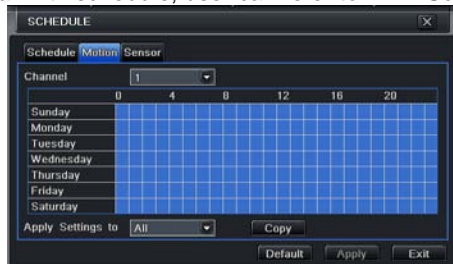 SCHEDULE X
Schedule Motion Sensor
Channel 1
0 4 8 12 16 20
Sunday
Monday
Tuesday
Wednesday
Thursday
Friday
Saturday
Apply Settings to All Copy
Default Apply Exit